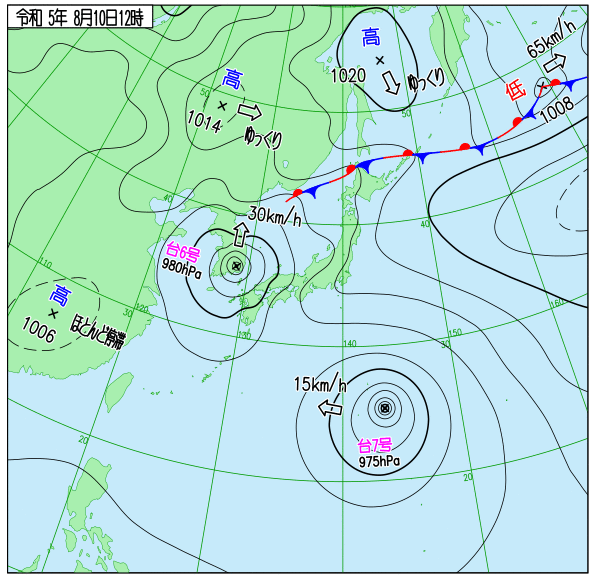 令和 5年 8月10日12時
高
1020
ゆっくり
65km/h
低
1008
高
1014
ゆっくり
50
50
40
40
30km/h
台6号
980hPa
110
120
130
140
150
160
高
1006
ほとんど停滞
30
30
15km/h
台7号
975hPa
20
20